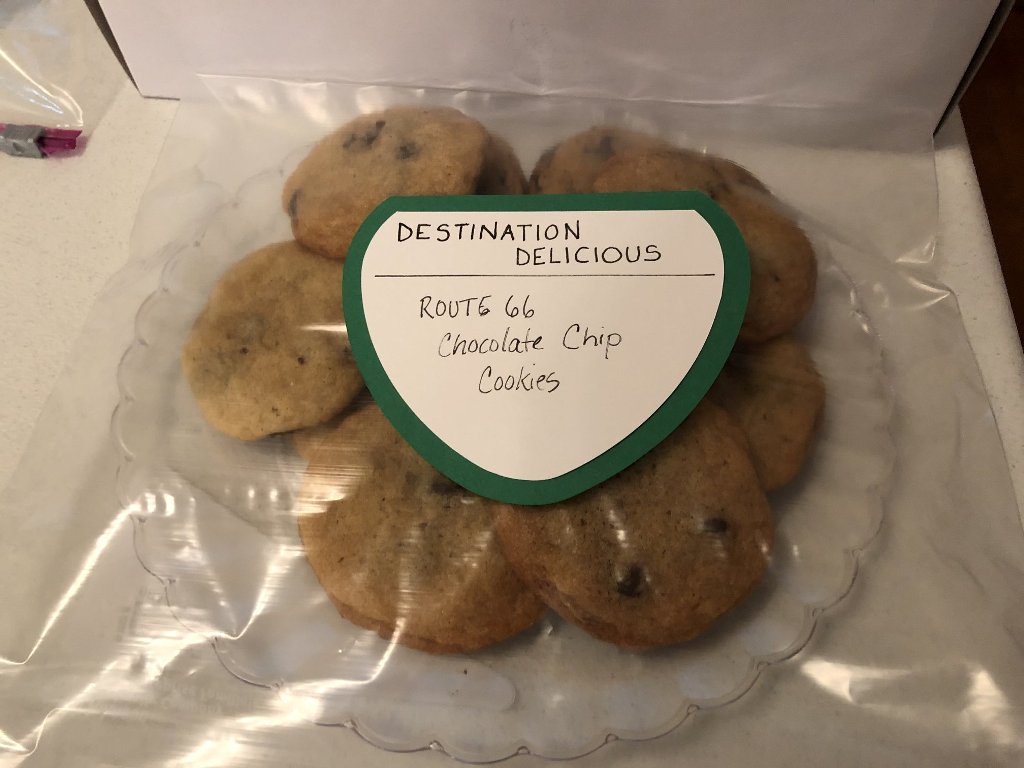 DESTINATION
DELICIOUS
ROUTE 66
Chocolate Chip
Cookies